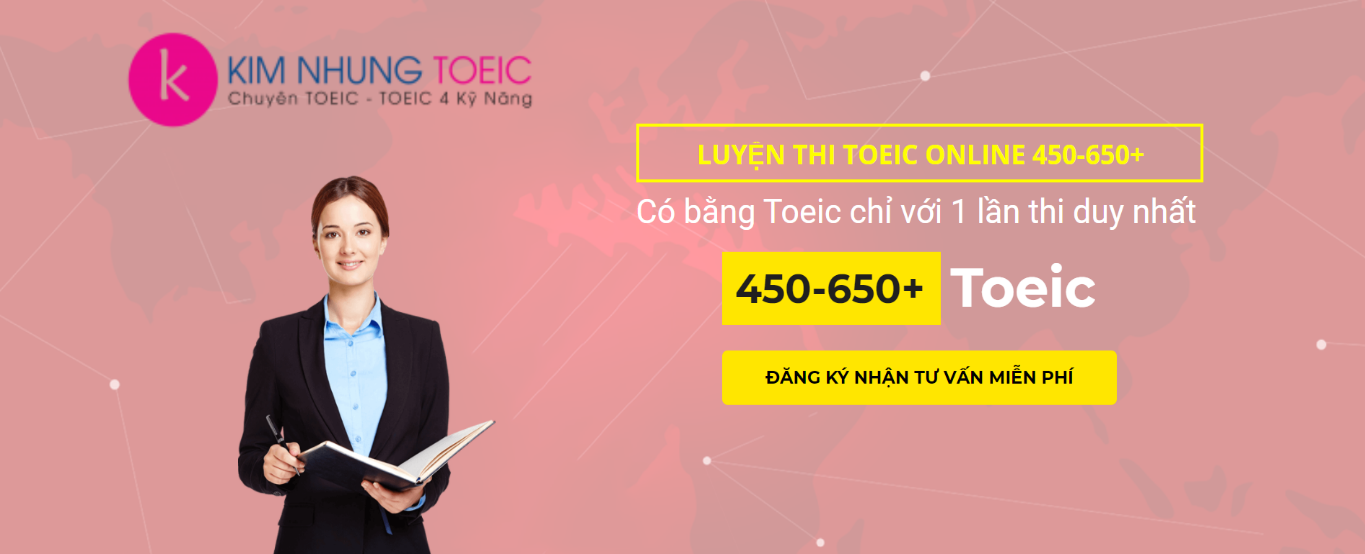 k
KIM NHUNG TOEIC
Chuyên TOEIC - TOEIC 4 Kỹ Năng
LUYỆN THI TOEIC ONLINE 450-650+
Có bằng Toeic chỉ với 1 lần thi duy nhất
450-650+ Toeic
ĐĂNG KÝ NHẬN TƯ VẤN MIỄN PHÍ